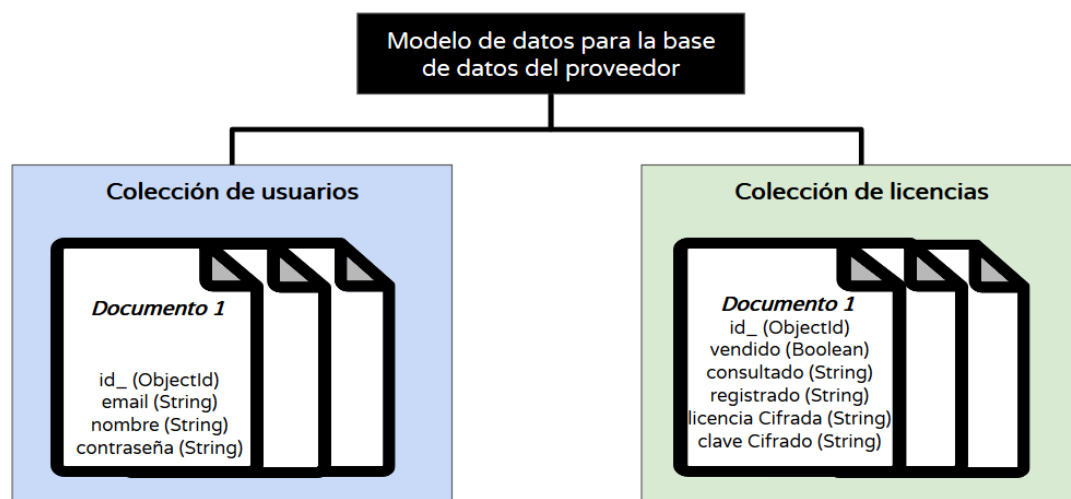 Modelo de datos para la base
de datos del proveedor
Colección de usuarios
Documento 1
id_ (ObjectId)
email (String)
nombre (String)
contraseña (String)
Colección de licencias
Documento 1
id_ (ObjectId)
vendido (Boolean)
consultado (String)
registrado (String)
licencia Cifrada (String)
clave Cifrado (String)